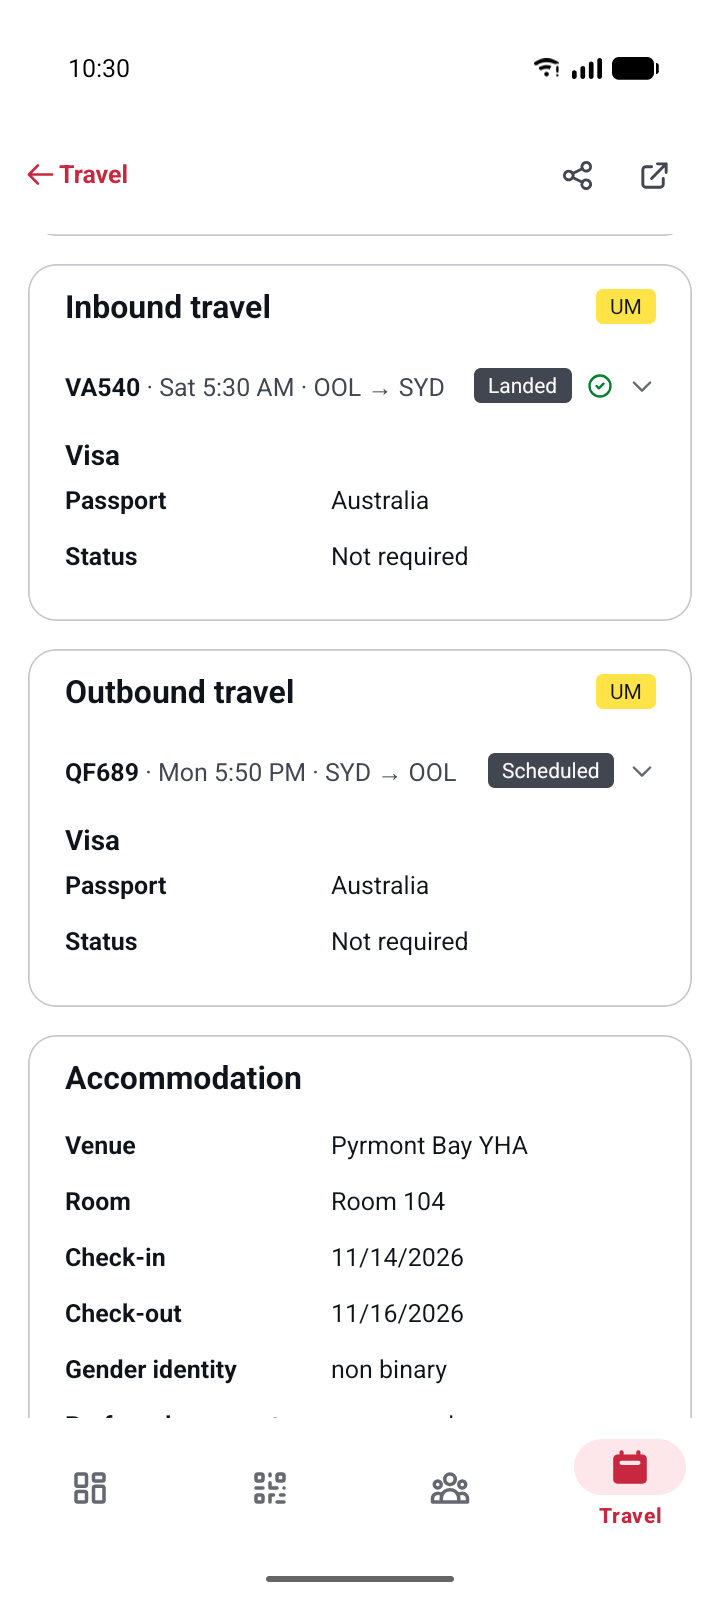 10:30
Travel
Inbound travel
UM
VA540 · Sat 5:30 AM · OOL → SYD
Landed
Visa
Passport
Australia
Status
Not required
Outbound travel
UM
QF689 · Mon 5:50 PM · SYD → OOL
Scheduled
Visa
Passport
Australia
Status
Not required
Accommodation
Venue
Pyrmont Bay YHA
Room
Room 104
Check-in
11/14/2026
Check-out
11/16/2026
Gender identity
non binary
Travel